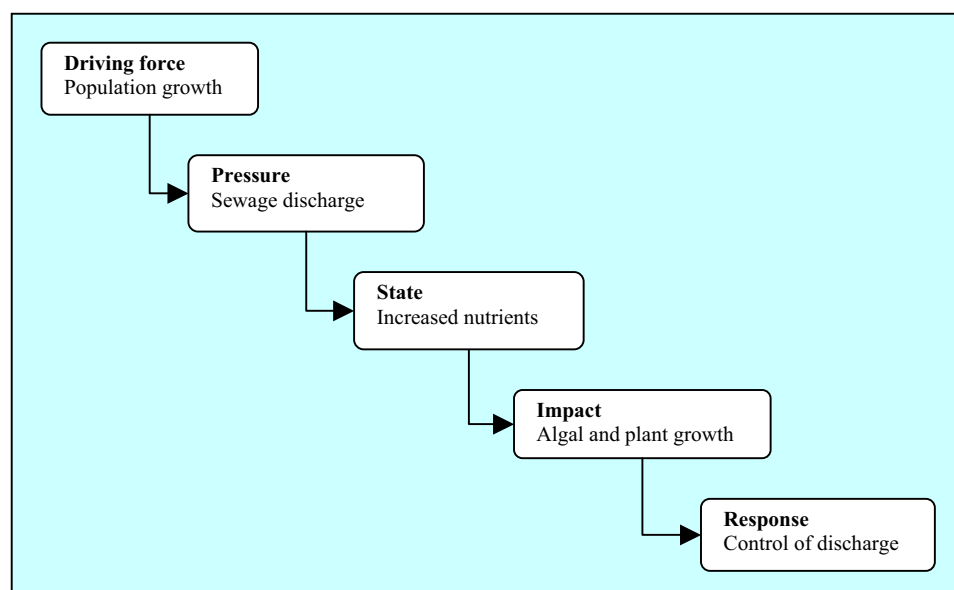 Driving force
Population growth
Pressure
Sewage discharge
State
Increased nutrients
Impact
Algal and plant growth
Response
Control of discharge